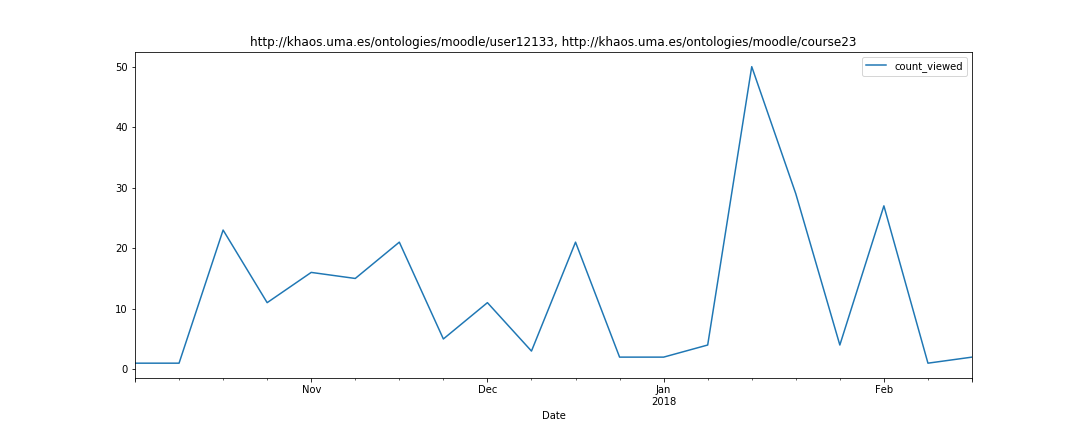 http://khaos.uma.es/ontologies/moodle/user12133, http://khaos.uma.es/ontologies/moodle/course23
count_viewed
50
40
30
20
10
0
Nov
Dec
Jan
2018
Feb
Date